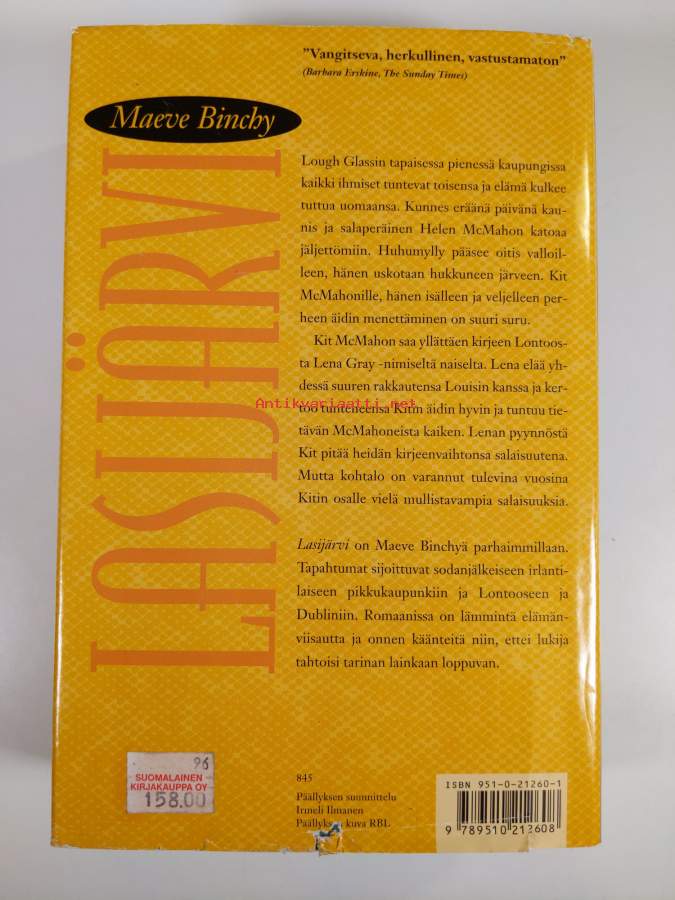 "Vangitseva, herkullinen, vastustamaton"
(Barbara Erskine, The Sunday Times)
Maeve Binchy
LASIJÄRVI
Lough Glassin tapaisessa pienessä kaupungissa
kaikki ihmiset tuntevat toisensa ja elämä kulkee
tuttua uomaansa. Kunnes eräänä päivänä kau-
nis ja salaperäinen Helen McMahon katoaa
jäljettömiin. Huhumylly pääsee oitis valloil-
leen, hänen uskotaan hukkuneen järveen. Kit
McMahonille, hänen isälleen ja veljelleen per-
heen äidin menettäminen on suuri suru.
Kit McMahon saa yllättäen kirjeen Lontoos-
ta Lena Gray -nimiseltä naiselta. Lena elää yh-
dessä suuren rakkautensa Louisin kanssa ja ker-
Antikvariaatti.net
too tunteneensa Kitin äidin hyvin ja tuntuu tie-
tävän McMahoneista kaiken. Lenan pyynnöstä
Kit pitää heidän kirjeenvaihtonsa salaisuutena.
Mutta kohtalo on varannut tulevina vuosina
Kitin osalle vielä mullistavampia salaisuuksia.
Lasijärvi on Maeve Binchyä parhaimmillaan.
Tapahtumat sijoittuvat sodanjälkeiseen irlanti-
laiseen pikkukaupunkiin ja Lontooseen ja
Dubliniin. Romaanissa on lämmintä elämän-
viisautta ja onnen käänteitä niin, ettei lukija
tahtoisi tarinan lainkaan loppuvan.
96
SUOMALAINEN
KIRJAKAUPPA OY
158.00
845
Päällyksen suunnittelu
Irmeli Ilmanen
Päällyksen kuva RBL
ISBN 951-0-21260-1
9 789510 212608